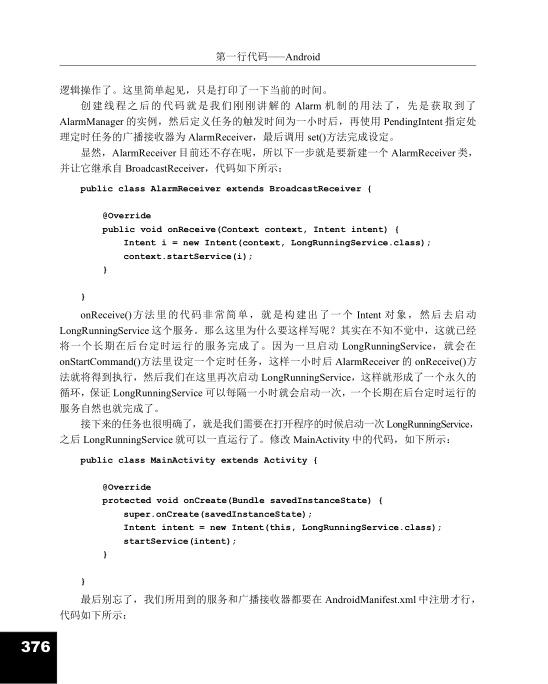 第一行代码——Android
逻辑操作了。这里简单起见，只是打印了一下当前的时间。
创建线程之后的代码就是我们刚刚讲解的 Alarm 机制的用法了，先是获取到了
AlarmManager 的实例，然后定义任务的触发时间为一小时后，再使用 PendingIntent 指定处
理定时任务的广播接收器为 AlarmReceiver，最后调用 set()方法完成设定。
显然，AlarmReceiver 目前还不存在呢，所以下一步就是要新建一个 AlarmReceiver 类，
并让它继承自 BroadcastReceiver，代码如下所示：
public class AlarmReceiver extends BroadcastReceiver {
@Override
public void onReceive(Context context, Intent intent) {
Intent i = new Intent(context, LongRunningService.class);
context.startService(i);
}
}
onReceive()方法里的代码非常简单，就是构建出了一个 Intent 对象，然后去启动
LongRunningService 这个服务。那么这里为什么要这样写呢？其实在不知不觉中，这就已经
将一个长期在后台定时运行的服务完成了。因为一旦启动 LongRunningService，就会在
onStartCommand()方法里设定一个定时任务，这样一小时后 AlarmReceiver 的 onReceive()方
法就将得到执行，然后我们在这里再次启动 LongRunningService，这样就形成了一个永久的
循环，保证 LongRunningService 可以每隔一小时就会启动一次，一个长期在后台定时运行的
服务自然也就完成了。
接下来的任务也很明确了，就是我们需要在打开程序的时候启动一次 LongRunningService，
之后 LongRunningService 就可以一直运行了。修改 MainActivity 中的代码，如下所示：
public class MainActivity extends Activity {
@Override
protected void onCreate(Bundle savedInstanceState) {
super.onCreate(savedInstanceState);
Intent intent = new Intent(this, LongRunningService.class);
startService(intent);
}
}
最后别忘了，我们所用到的服务和广播接收器都要在 AndroidManifest.xml 中注册才行，
代码如下所示：
376